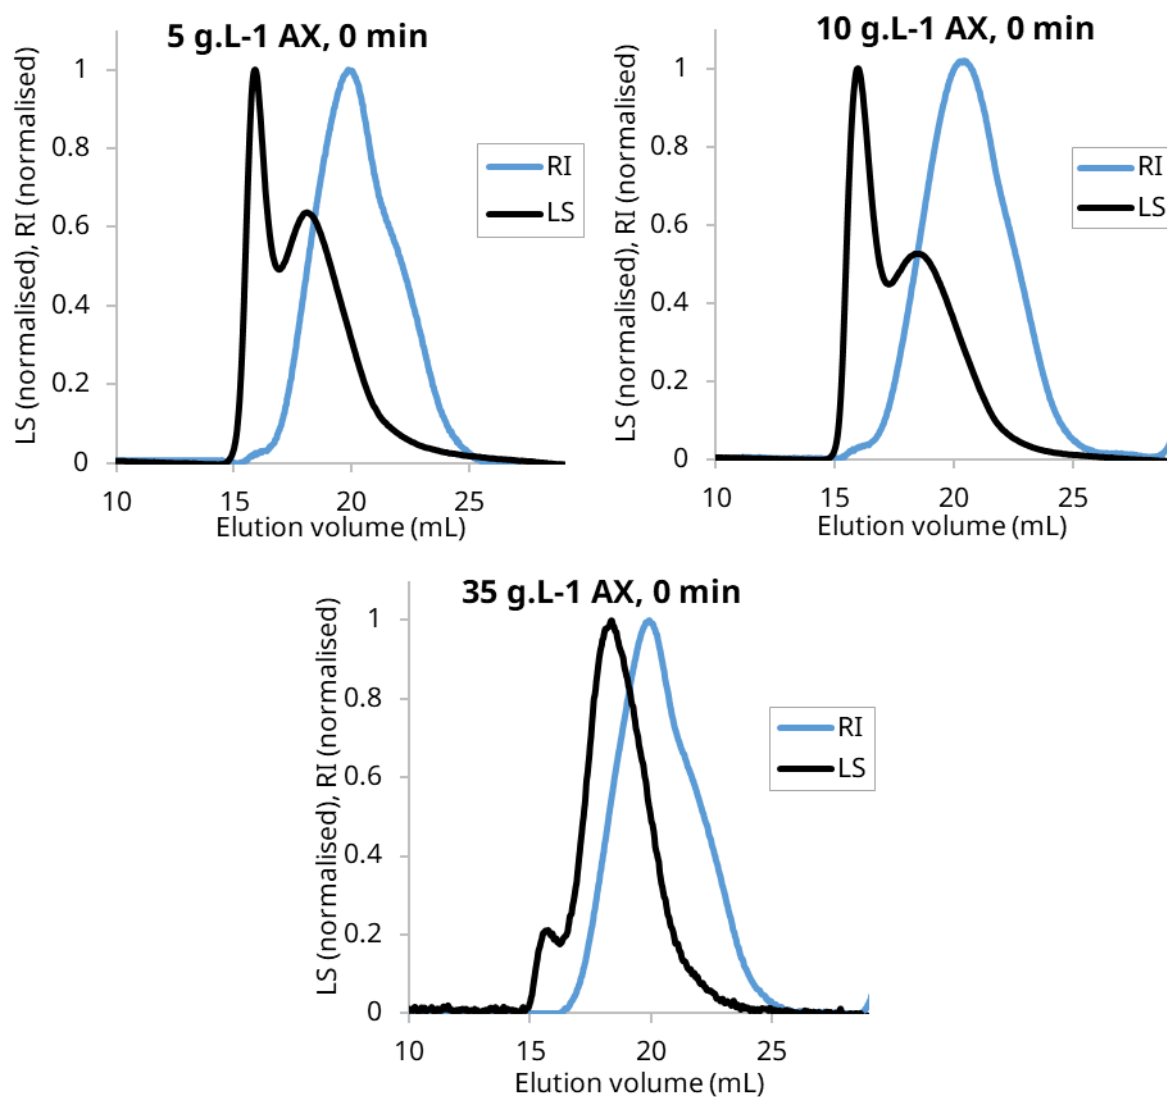 5 g.L-1 AX, 0 min
LS (normalised), RI (normalised)
1
0.8
0.6
0.4
0.2
0
10 15 20 25
Elution volume (mL)
RI
LS
10 g.L-1 AX, 0 min
LS (normalised), RI (normalised)
1
0.8
0.6
0.4
0.2
0
10 15 20 25
Elution volume (mL)
RI
LS
35 g.L-1 AX, 0 min
LS (normalised), RI (normalised)
1
0.8
0.6
0.4
0.2
0
10 15 20 25
Elution volume (mL)
RI
LS